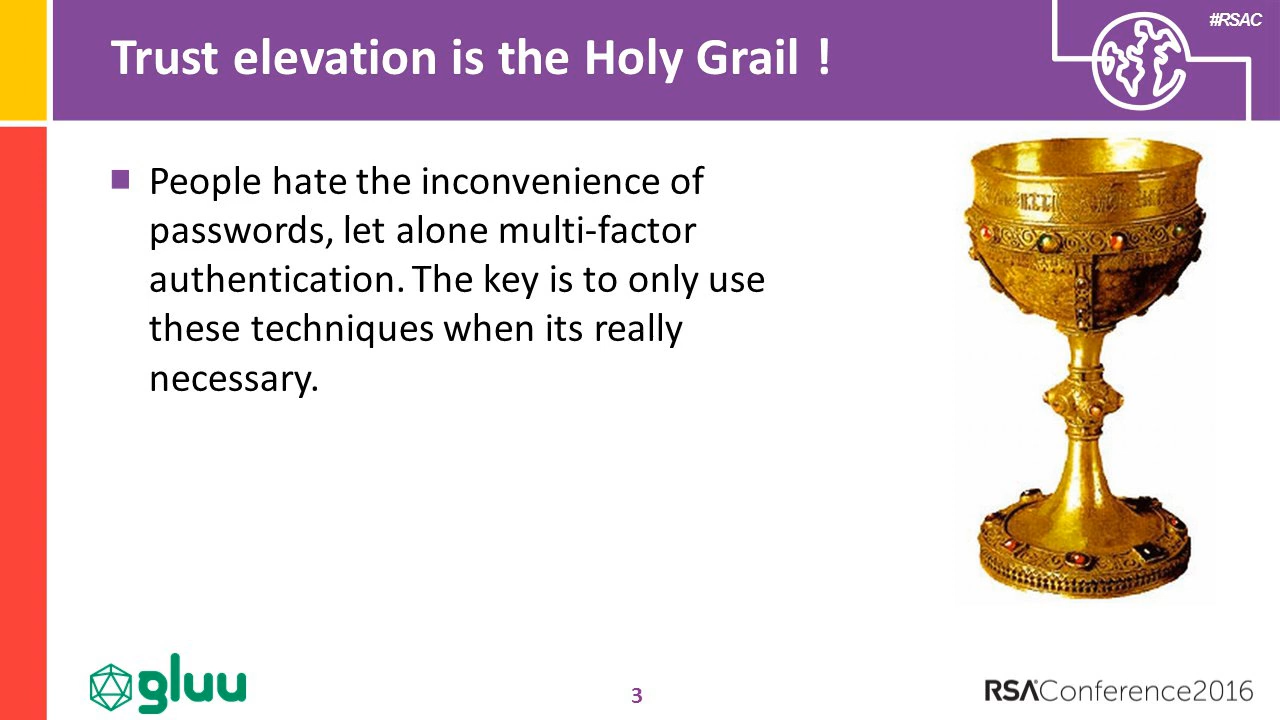 #RSAC
Trust elevation is the Holy Grail !
People hate the inconvenience of
passwords, let alone multi-factor
authentication. The key is to only use
these techniques when its really
necessary.
gluu
3
RSAConference2016